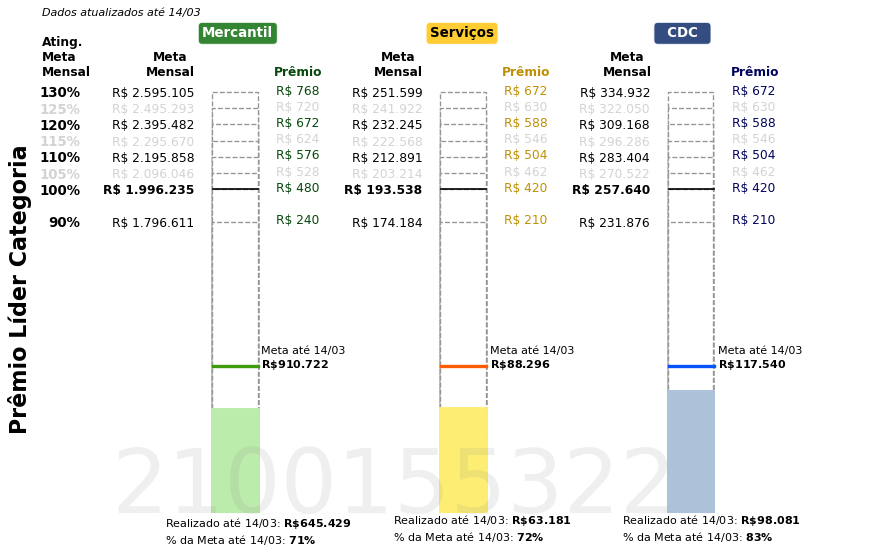 Dados atualizados até 14/03
Mercantil Serviços CDC
Ating.
Meta Meta Meta Meta
Mensal Mensal Prêmio Mensal Prêmio Mensal Prêmio
130% R$ 2.595.105 R$ 768 R$ 251.599 R$ 672 R$ 334.932 R$ 672
125% R$ 2.495.293 R$ 720 R$ 241.922 R$ 630 R$ 322.050 R$ 630
120% R$ 2.395.482 R$ 672 R$ 232.245 R$ 588 R$ 309.168 R$ 588
115% R$ 2.295.670 R$ 624 R$ 222.568 R$ 546 R$ 296.286 R$ 546
110% R$ 2.195.858 R$ 576 R$ 212.891 R$ 504 R$ 283.404 R$ 504
105% R$ 2.096.046 R$ 528 R$ 203.214 R$ 462 R$ 270.522 R$ 462
100% R$ 1.996.235 R$ 480 R$ 193.538 R$ 420 R$ 257.640 R$ 420
90% R$ 1.796.611 R$ 240 R$ 174.184 R$ 210 R$ 231.876 R$ 210
Prêmio Líder Categoria
Meta até 14/03 Meta até 14/03 Meta até 14/03
R$910.722 R$88.296 R$117.540
2100155322
Realizado até 14/03: R$645.429 Realizado até 14/03: R$63.181 Realizado até 14/03: R$98.081
% da Meta até 14/03: 71% % da Meta até 14/03: 72% % da Meta até 14/03: 83%